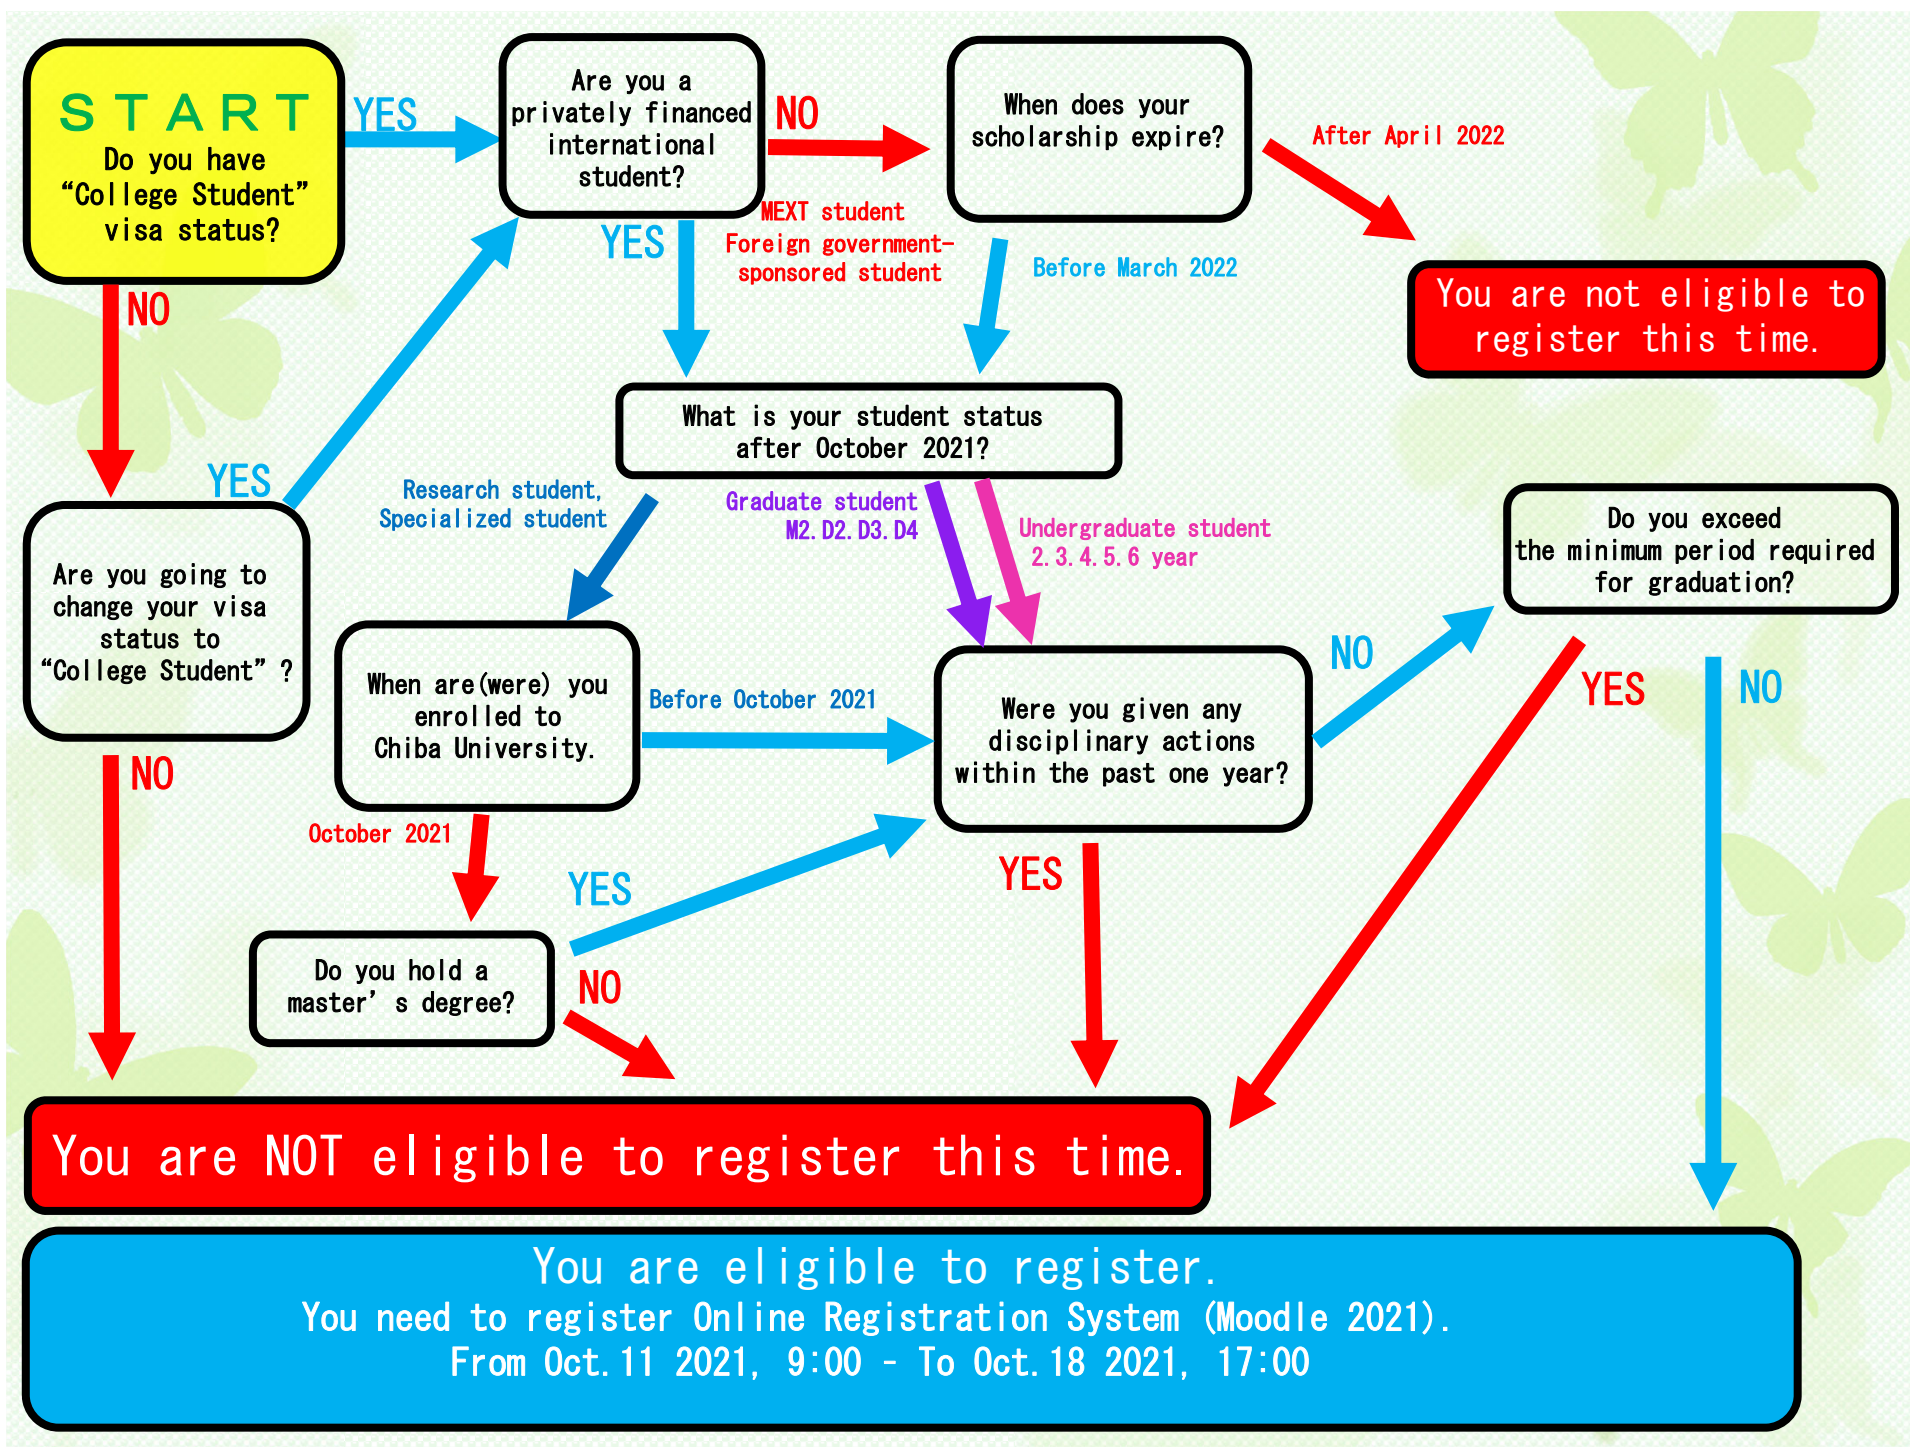 START
Do you have
“College Student”
visa status?
YES
NO
Are you a
privately financed
international
student?
NO
MEXT student
Foreign government-
sponsored student
YES
When does your
scholarship expire?
After April 2022
Before March 2022
You are not eligible to
register this time.
What is your student status
after October 2021?
Research student,
Specialized student
Graduate student
M2.D2.D3.D4
Undergraduate student
2.3.4.5.6 year
YES
Are you going to
change your visa
status to
“College Student” ?
NO
When are(were) you
enrolled to
Chiba University.
Before October 2021
October 2021
Do you hold a
master’s degree?
YES
NO
Were you given any
disciplinary actions
within the past one year?
NO
YES
Do you exceed
the minimum period required
for graduation?
YES
NO
You are NOT eligible to register this time.
You are eligible to register.
You need to register Online Registration System (Moodle 2021).
From Oct.11 2021, 9:00 - To Oct.18 2021, 17:00